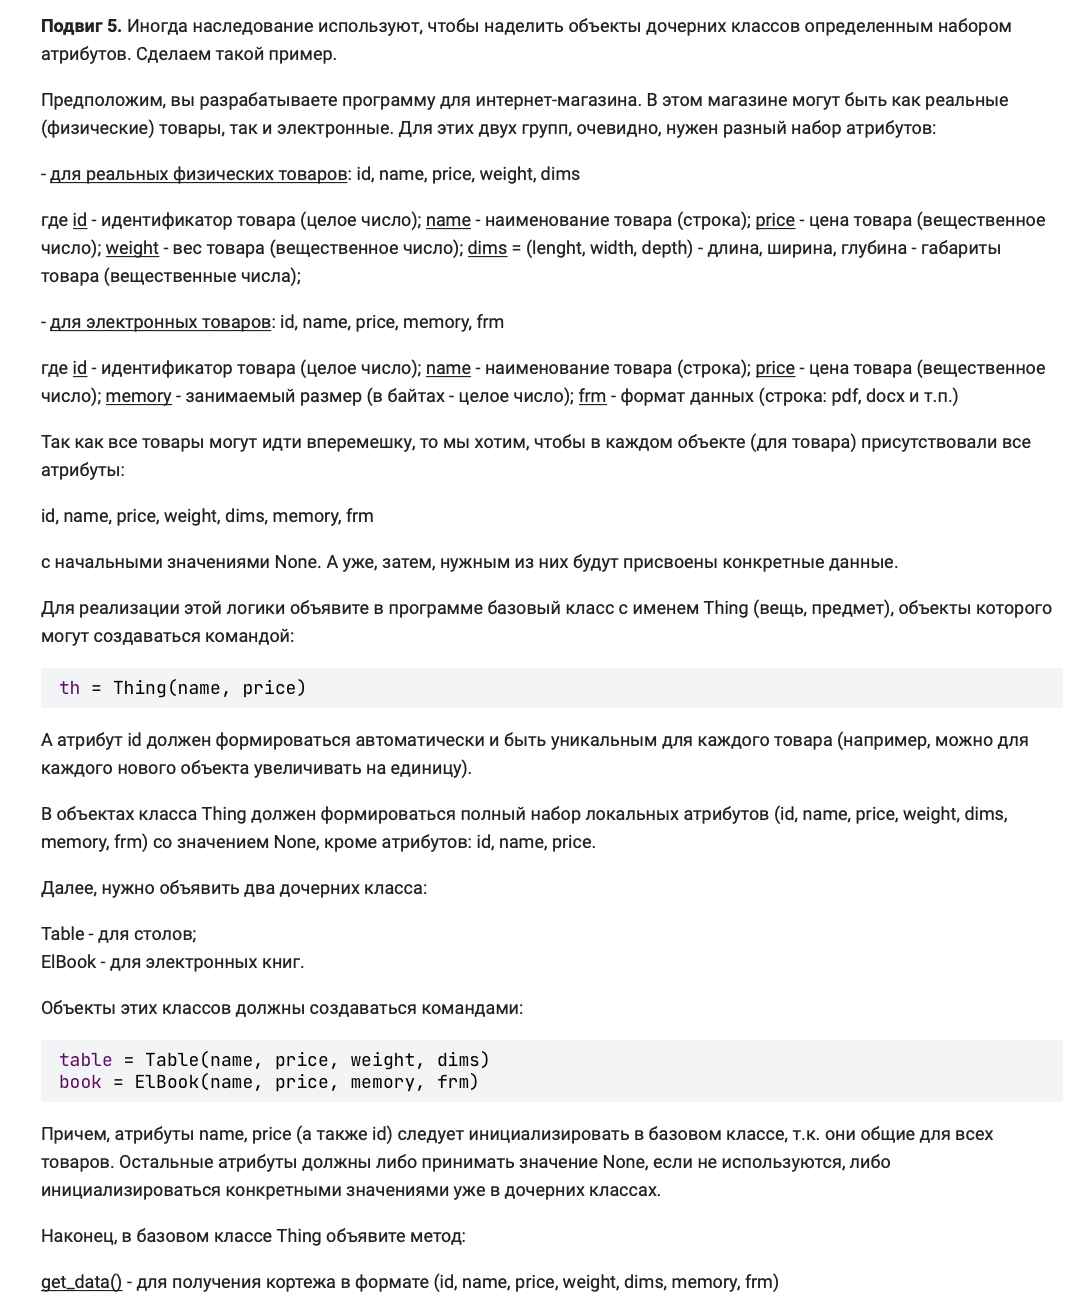 Подвиг 5. Иногда наследование используют, чтобы наделить объекты дочерних классов определенным набором
атрибутов. Сделаем такой пример.
Предположим, вы разрабатываете программу для интернет-магазина. В этом магазине могут быть как реальные
(физические) товары, так и электронные. Для этих двух групп, очевидно, нужен разный набор атрибутов:
- для реальных физических товаров: id, name, price, weight, dims
где id - идентификатор товара (целое число); name - наименование товара (строка); price - цена товара (вещественное
число); weight - вес товара (вещественное число); dims = (lenght, width, depth) - длина, ширина, глубина - габариты
товара (вещественные числа);
- для электронных товаров: id, name, price, memory, frm
где id - идентификатор товара (целое число); name - наименование товара (строка); price - цена товара (вещественное
число); memory - занимаемый размер (в байтах - целое число); frm - формат данных (строка: pdf, docx и т.п.)
Так как все товары могут идти вперемешку, то мы хотим, чтобы в каждом объекте (для товара) присутствовали все
атрибуты:
id, name, price, weight, dims, memory, frm
с начальными значениями None. А уже, затем, нужным из них будут присвоены конкретные данные.
Для реализации этой логики объявите в программе базовый класс с именем Thing (вещь, предмет), объекты которого
могут создаваться командой:
th = Thing(name, price)
А атрибут id должен формироваться автоматически и быть уникальным для каждого товара (например, можно для
каждого нового объекта увеличивать на единицу).
В объектах класса Thing должен формироваться полный набор локальных атрибутов (id, name, price, weight, dims,
memory, frm) со значением None, кроме атрибутов: id, name, price.
Далее, нужно объявить два дочерних класса:
Table - для столов;
ElBook - для электронных книг.
Объекты этих классов должны создаваться командами:
table = Table(name, price, weight, dims)
book = ElBook(name, price, memory, frm)
Причем, атрибуты name, price (а также id) следует инициализировать в базовом классе, т.к. они общие для всех
товаров. Остальные атрибуты должны либо принимать значение None, если не используются, либо
инициализироваться конкретными значениями уже в дочерних классах.
Наконец, в базовом классе Thing объявите метод:
get_data() - для получения кортежа в формате (id, name, price, weight, dims, memory, frm)